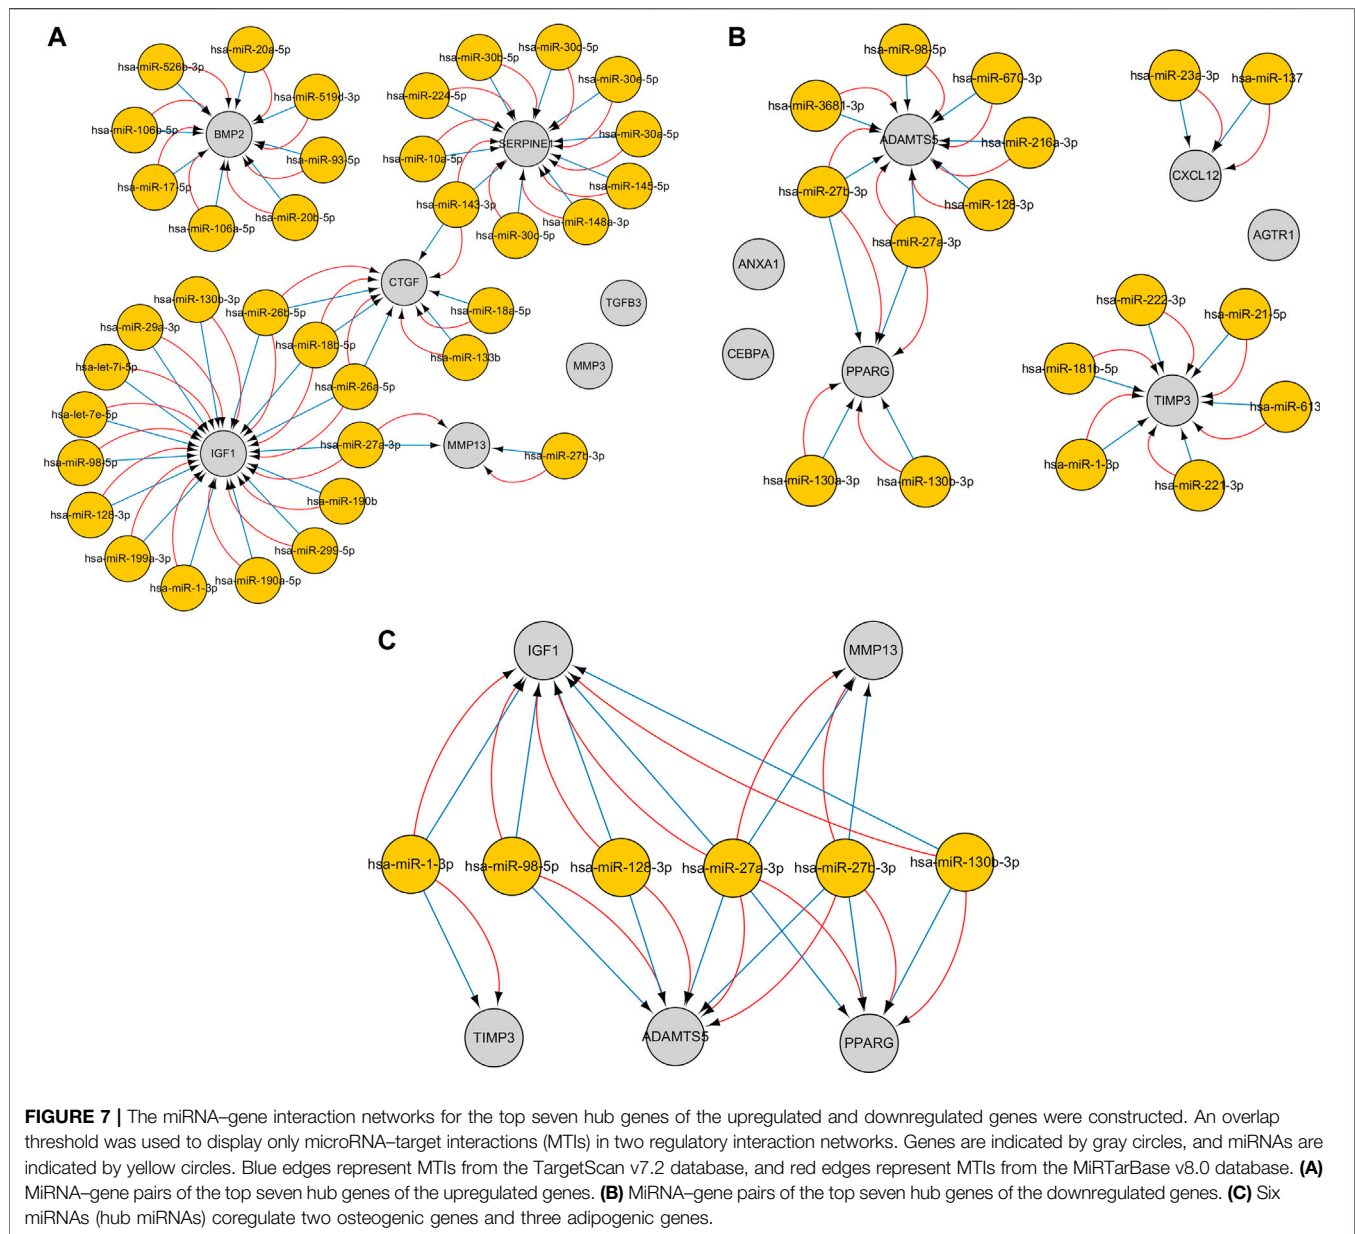 A
hsa-miR-20a-5p
hsa-miR-526b-3p
hsa-miR-519d-3p
hsa-miR-106b-5p
BMP2
hsa-miR-93-5p
hsa-miR-17-5p
hsa-miR-20b-5p
hsa-miR-106a-5p
hsa-miR-30c-5p
hsa-miR-30b-5p
hsa-miR-30e-5p
hsa-miR-224-5p
hsa-miR-30a-5p
SERPINE1
hsa-miR-10a-5p
hsa-miR-145-5p
hsa-miR-143-3p
hsa-miR-148a-3p
hsa-miR-30d-5p
CTGF
TGFB3
MMP3
hsa-miR-130b-3p
hsa-miR-26b-5p
hsa-miR-18a-5p
hsa-miR-29a-3p
hsa-miR-18b-5p
hsa-miR-133b
hsa-let-7i-5p
hsa-miR-26a-5p
hsa-let-7e-5p
hsa-miR-27a-3p
MMP13
hsa-miR-27b-3p
IGF1
hsa-miR-98-5p
hsa-miR-190b
hsa-miR-128-3p
hsa-miR-299-5p
hsa-miR-199a-3p
hsa-miR-190a-5p
hsa-miR-1-3p
B
hsa-miR-98-5p
hsa-miR-670-3p
hsa-miR-3681-3p
ADAMTS5
hsa-miR-216a-3p
hsa-miR-27b-3p
hsa-miR-128-3p
hsa-miR-27a-3p
hsa-miR-23a-3p
hsa-miR-137
CXCL12
AGTR1
ANXA1
CEBPA
PPARG
hsa-miR-130a-3p
hsa-miR-130b-3p
hsa-miR-222-3p
hsa-miR-21-5p
hsa-miR-181b-5p
TIMP3
hsa-miR-613
hsa-miR-1-3p
hsa-miR-221-3p
C
IGF1
MMP13
hsa-miR-1-3p
hsa-miR-98-5p
hsa-miR-128-3p
hsa-miR-27a-3p
hsa-miR-27b-3p
hsa-miR-130b-3p
TIMP3
ADAMTS5
PPARG
FIGURE 7 | The miRNA–gene interaction networks for the top seven hub genes of the upregulated and downregulated genes were constructed. An overlap
threshold was used to display only microRNA–target interactions (MTIs) in two regulatory interaction networks. Genes are indicated by gray circles, and miRNAs are
indicated by yellow circles. Blue edges represent MTIs from the TargetScan v7.2 database, and red edges represent MTIs from the MiRTarBase v8.0 database. (A)
MiRNA–gene pairs of the top seven hub genes of the upregulated genes. (B) MiRNA–gene pairs of the top seven hub genes of the downregulated genes. (C) Six
miRNAs (hub miRNAs) coregulate two osteogenic genes and three adipogenic genes.